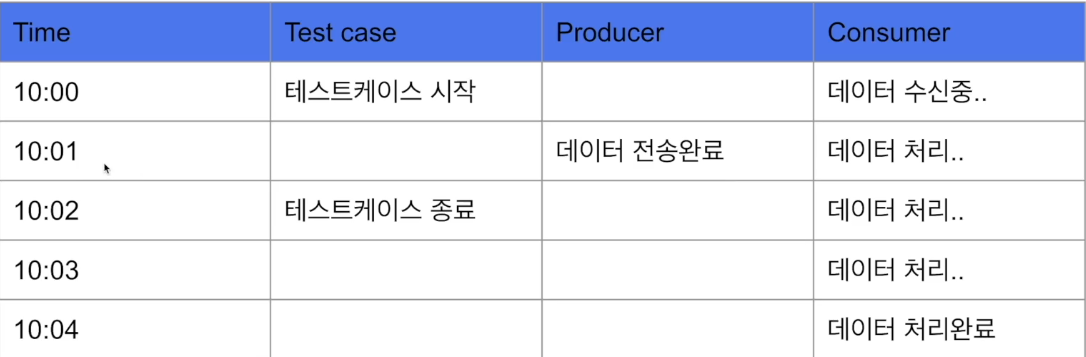 Time Test case Producer Consumer
10:00 테스트케이스 시작 데이터 수신중..
10:01 데이터 전송완료 데이터 처리..
10:02 테스트케이스 종료 데이터 처리..
10:03 데이터 처리..
10:04 데이터 처리완료